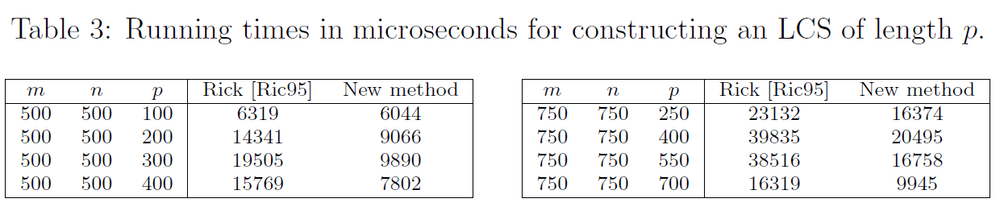 Table 3: Running times in microseconds for constructing an LCS of length p.
m n p Rick [Ric95] New method
500 500 100 6319 6044
500 500 200 14341 9066
500 500 300 19505 9890
500 500 400 15769 7802
m n p Rick [Ric95] New method
750 750 250 23132 16374
750 750 400 39835 20495
750 750 550 38516 16758
750 750 700 16319 9945